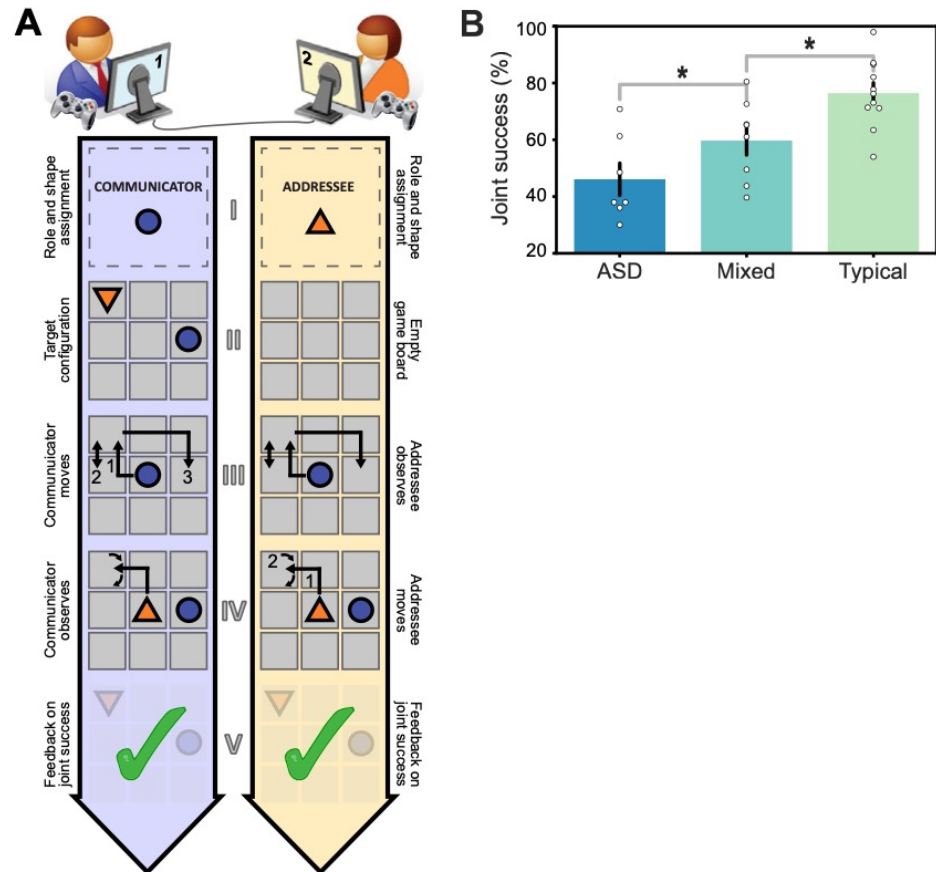 A
1
2
Role and shape
assignment
COMMUNICATOR
I
ADDRESSEE
Role and shape
assignment
Target
configuration
II
Empty
game board
Communicator
moves
2
1
3
III
Addressee
observes
Communicator
observes
IV
2
1
Addressee
moves
Feedback on
joint success
V
Feedback on
joint success
B
Joint success (%)
100
80
60
40
20
*
*
ASD
Mixed
Typical